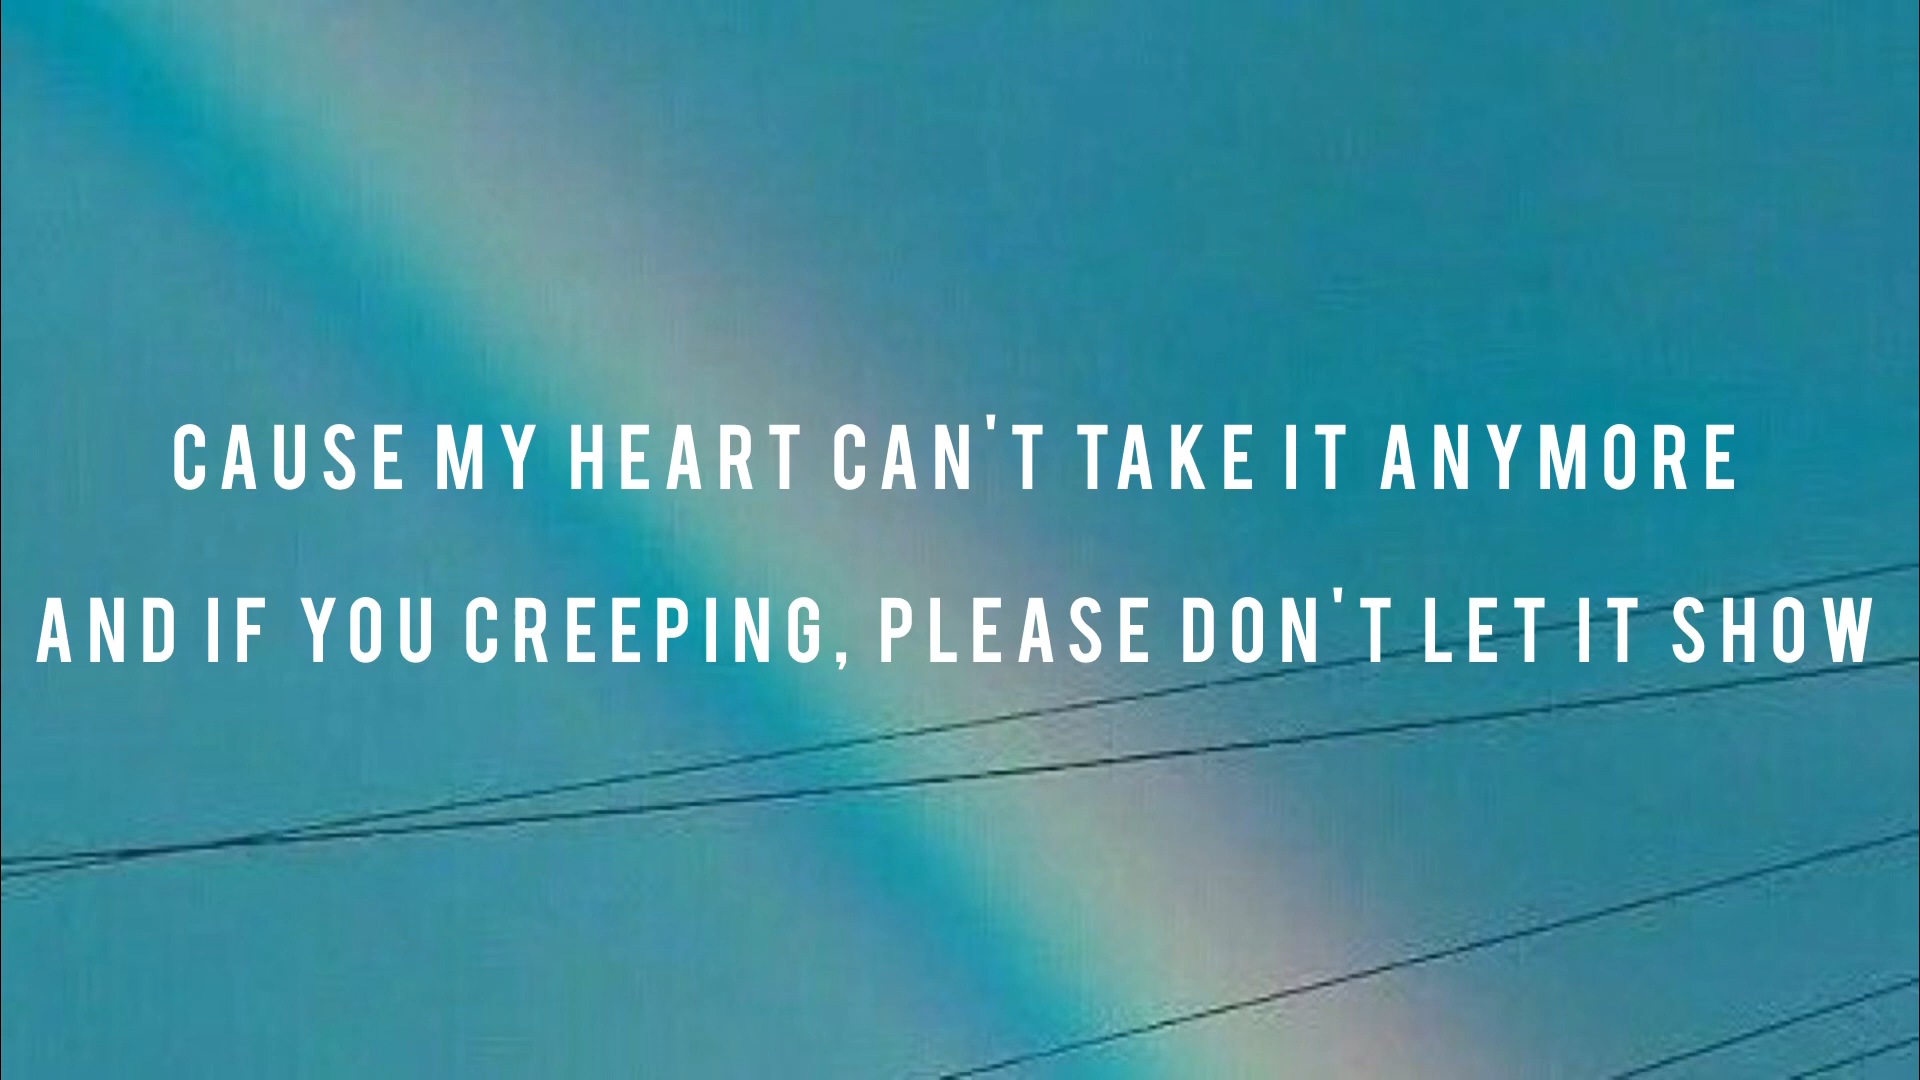 CAUSE MY HEART CAN'T TAKE IT ANYMORE
AND IF YOU CREEPING, PLEASE DON'T LET IT SHOW